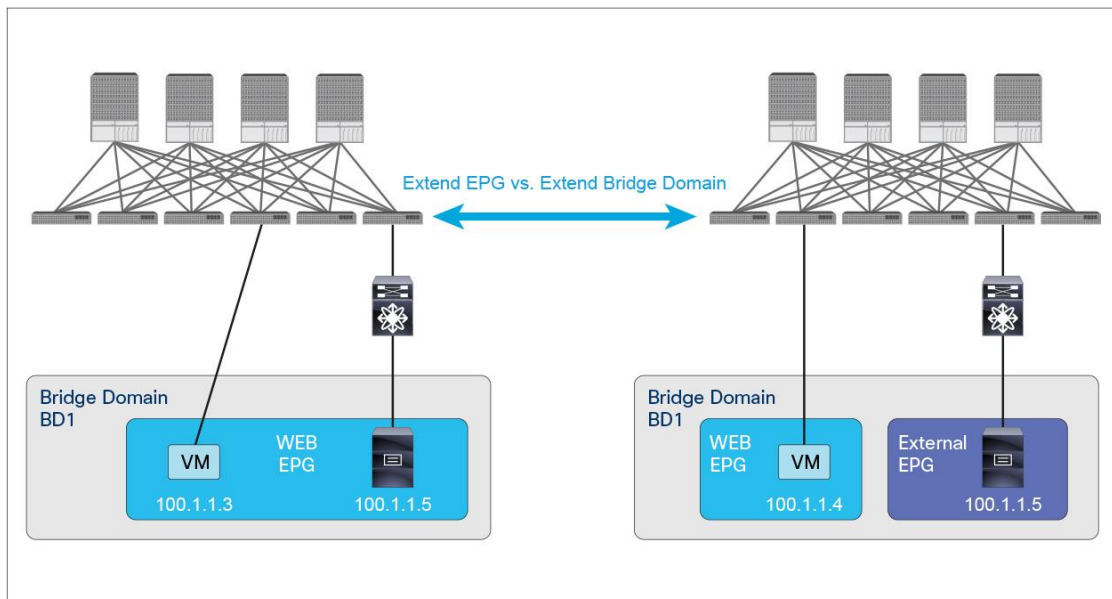 Extend EPG vs. Extend Bridge Domain
Bridge Domain
BD1
VM
WEB
EPG
100.1.1.3
100.1.1.5
Bridge Domain
BD1
WEB
EPG
VM
100.1.1.4
External
EPG
100.1.1.5